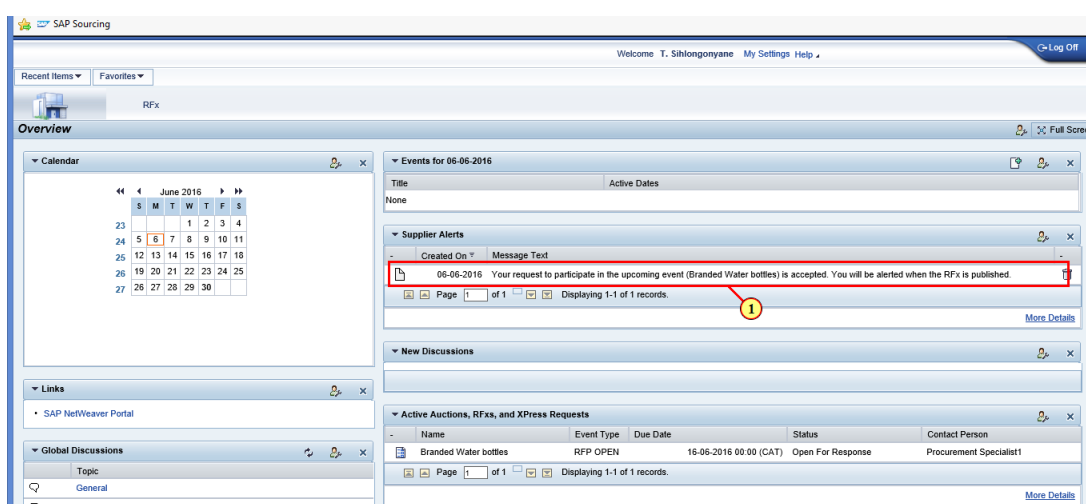 SAP Sourcing
Welcome T. Sihlongonyane My Settings Help
Log Off
Recent Items Favorites
RFx
Overview
Full Scre
Calendar
June 2016
S M T W T F S
23 1 2 3 4
24 5 6 7 8 9 10 11
25 12 13 14 15 16 17 18
26 19 20 21 22 23 24 25
27 26 27 28 29 30
Links
SAP NetWeaver Portal
Global Discussions
Topic
General
Events for 06-06-2016
Title Active Dates
None
Supplier Alerts
- Created On Message Text -
06-06-2016 Your request to participate in the upcoming event (Branded Water bottles) is accepted. You will be alerted when the RFx is published.
Page 1 of 1 Displaying 1-1 of 1 records.
1
More Details
New Discussions
Active Auctions, RFxs, and XPress Requests
- Name Event Type Due Date Status Contact Person
Branded Water bottles RFP OPEN 16-06-2016 00:00 (CAT) Open For Response Procurement Specialist1
Page 1 of 1 Displaying 1-1 of 1 records.
More Details